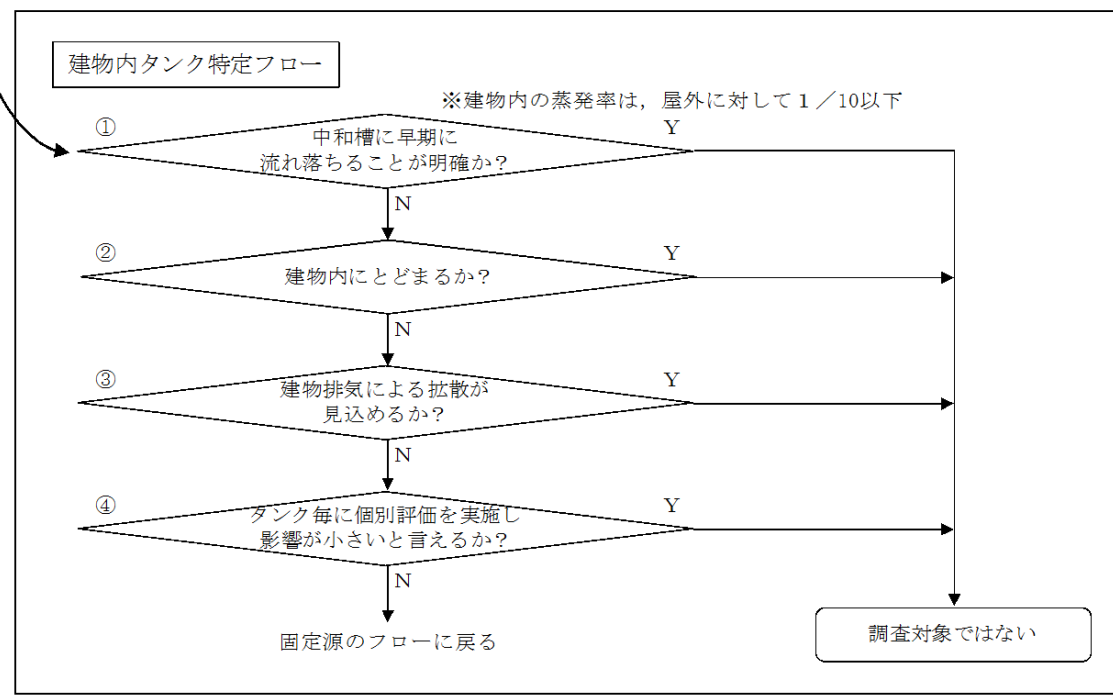 建物内タンク特定フロー
※建物内の蒸発率は，屋外に対して１／10以下
①
中和槽に早期に
流れ落ちることが明確か？
Y
N
②
建物内にとどまるか？
Y
N
③
建物排気による拡散が
見込めるか？
Y
N
④
タンク毎に個別評価を実施し
影響が小さいと言えるか？
Y
N
固定源のフローに戻る
調査対象ではない